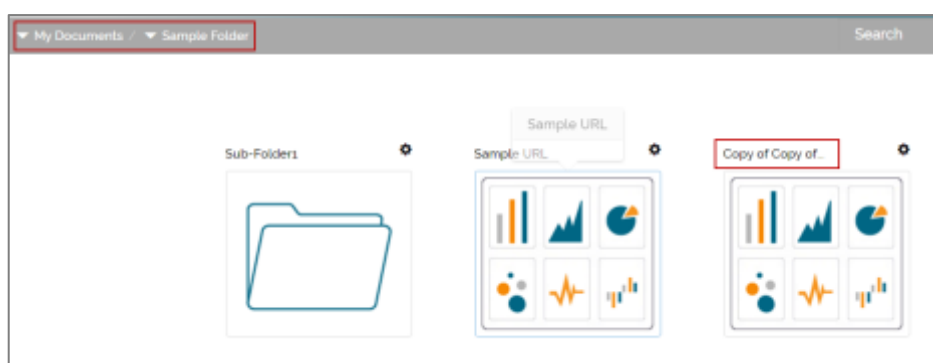 My Documents / Sample Folder
Search
Sample URL
Sub-Folder1
Sample URL
Copy of Copy of...